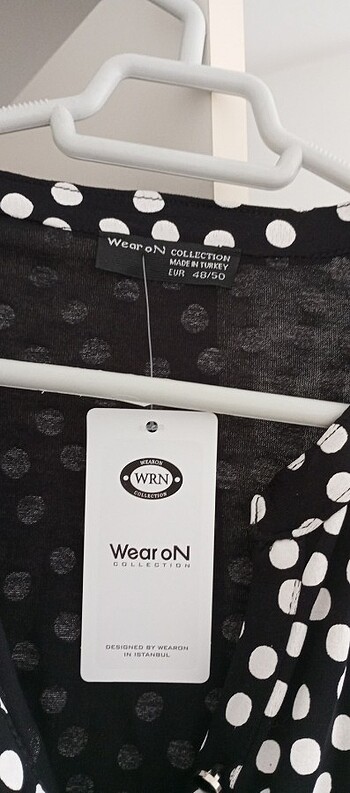 Wear oN COLLECTION
MADE IN TURKEY
EUR 48/50
WEARON
WRN
COLLECTION
Wear oN
COLLECTION
DESIGNED BY WEARON
IN ISTANBUL